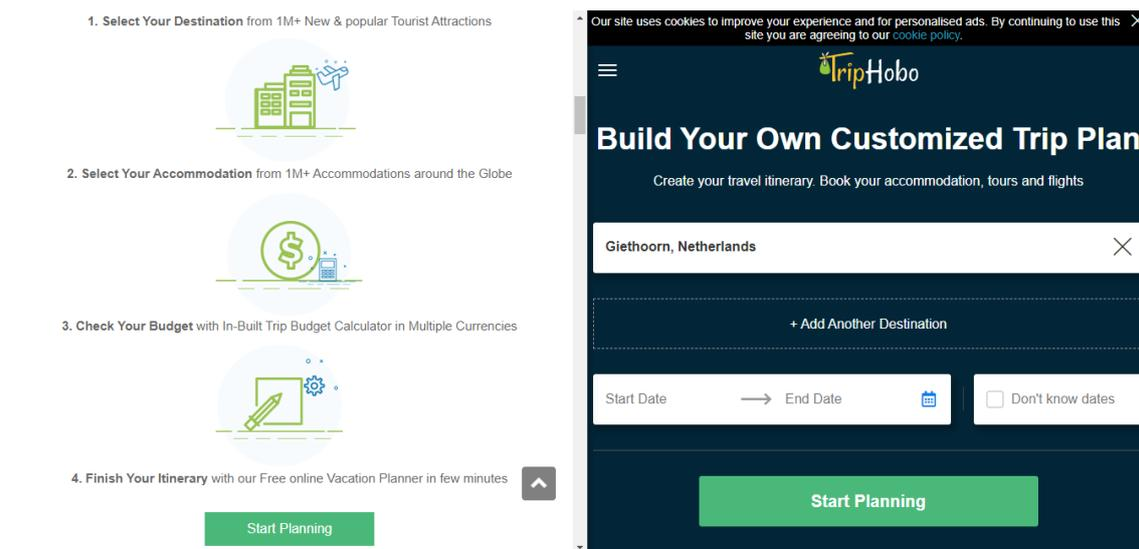 1. Select Your Destination from 1M+ New & popular Tourist Attractions
2. Select Your Accommodation from 1M+ Accommodations around the Globe
3. Check Your Budget with In-Built Trip Budget Calculator in Multiple Currencies
4. Finish Your Itinerary with our Free online Vacation Planner in few minutes
Start Planning
Our site uses cookies to improve your experience and for personalised ads. By continuing to use this
site you are agreeing to our cookie policy.
TripHobo
Build Your Own Customized Trip Plan
Create your travel itinerary. Book your accommodation, tours and flights
Giethoorn, Netherlands
+ Add Another Destination
Start Date
End Date
Don't know dates
Start Planning